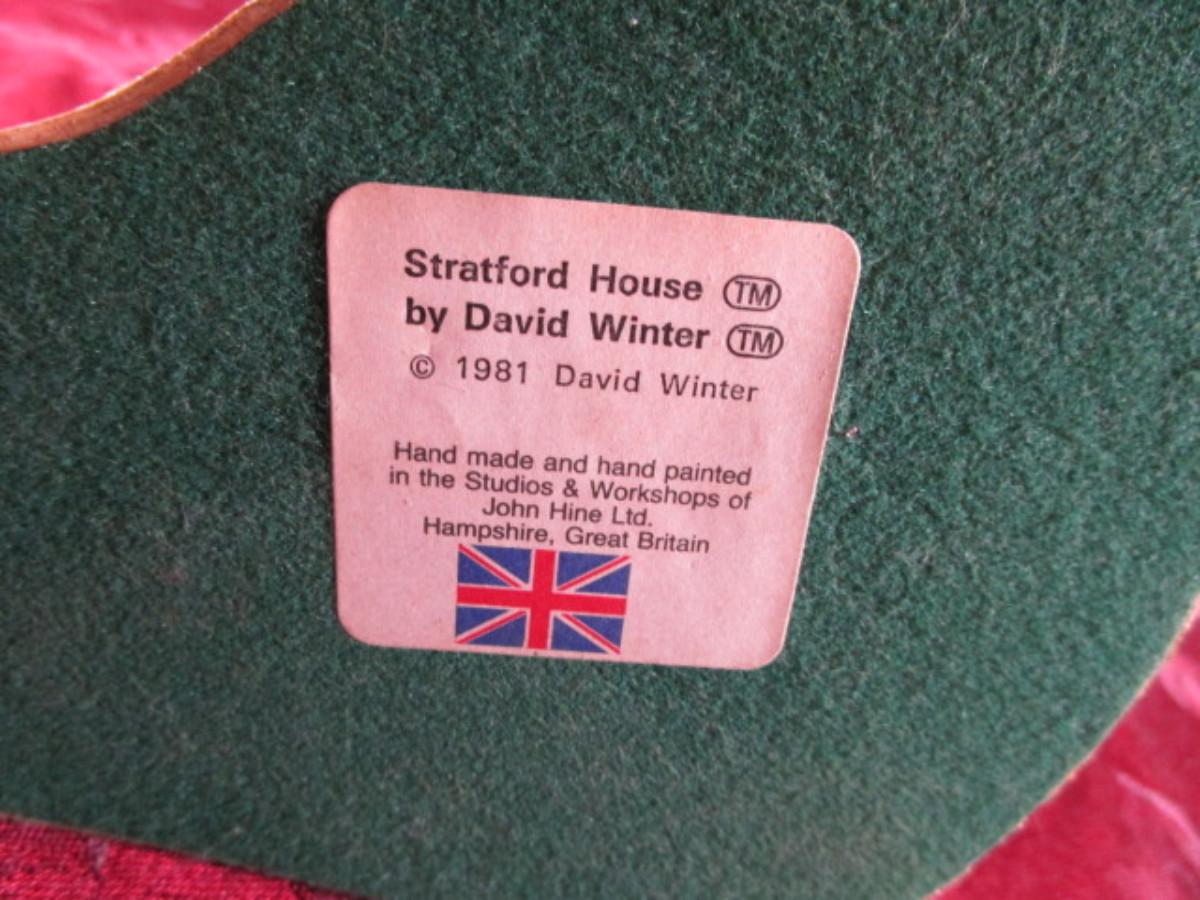 Stratford House TM
by David Winter TM
© 1981 David Winter
Hand made and hand painted
in the Studios & Workshops of
John Hine Ltd.
Hampshire, Great Britain